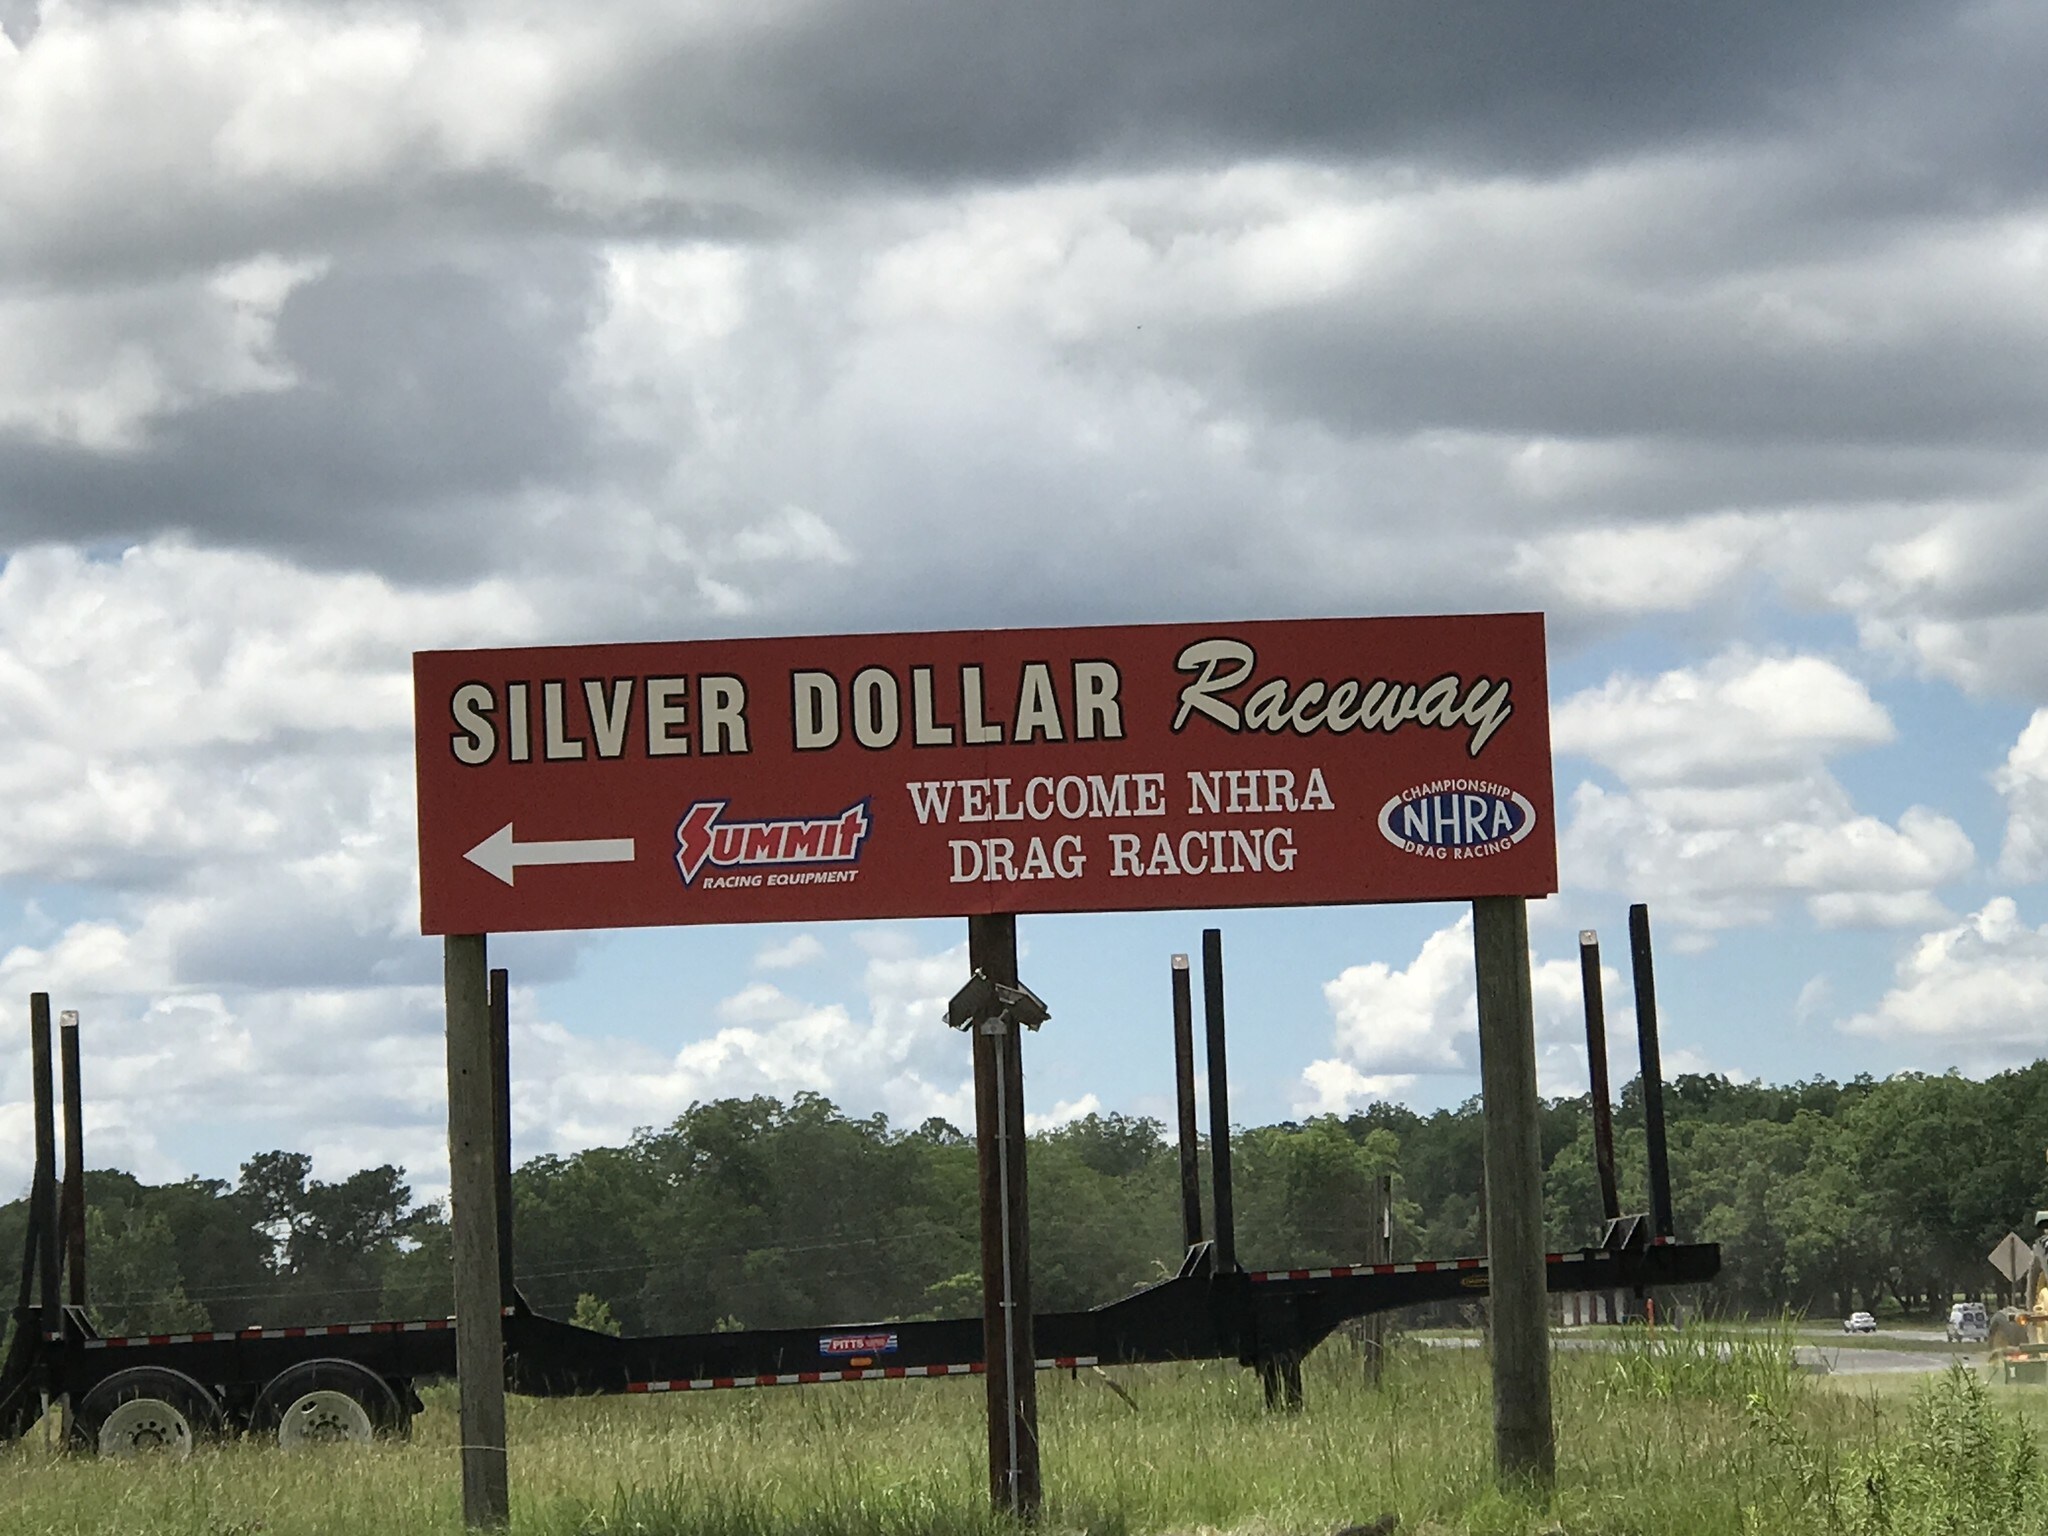 SILVER DOLLAR Raceway
WELCOME NHRA
DRAG RACING
SUMMIT
RACING EQUIPMENT
CHAMPIONSHIP
NHRA
DRAG RACING
PITTS